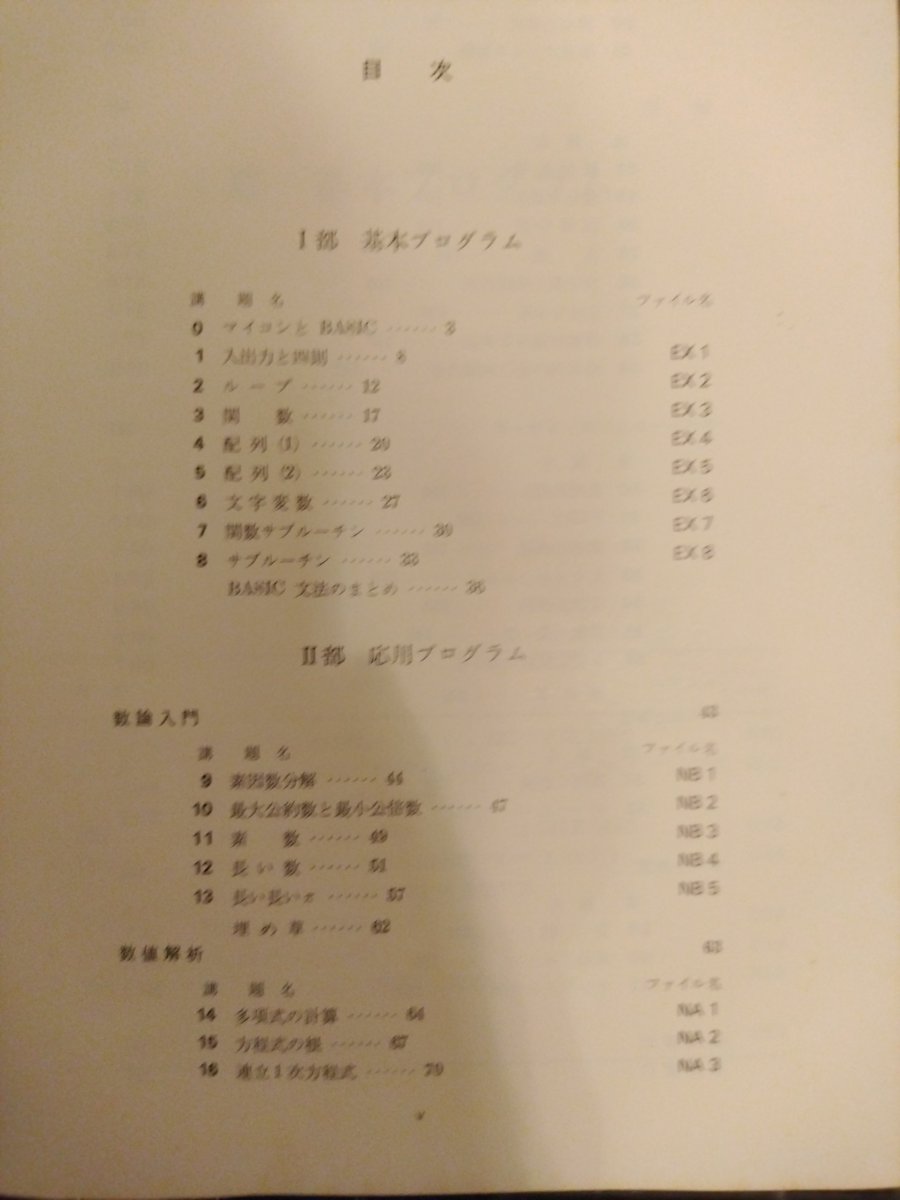 目次
I部 基本プログラム
課 題名 ファイル名
0 マイコンと BASIC ······ 3
1 入出力と四則 ······ 8 EX 1
2 ループ ······ 12 EX 2
3 関数 ······ 17 EX 3
4 配列 (1) ······ 20 EX 4
5 配列 (2) ······ 23 EX 5
6 文字変数 ······ 27 EX 6
7 関数サブルーチン ······ 30 EX 7
8 サブルーチン ······ 33 EX 8
BASIC 文法のまとめ ······
II部 応用プログラム
数論入門
課 題名 ファイル名
9 素因数分解 ······ 44 NB 1
10 最大公約数と最小公倍数 ······ 47 NB 2
11 素数 ······ 49 NB 3
12 長い数 ······ 51 NB 4
13 長い長いπ ······ 57 NB 5
埋め草 ······ 62
数値解析 63
課 題名 ファイル名
14 多項式の計算 ······ 64 NA 1
15 方程式の根 ······ 67 NA 2
16 連立1次方程式 ······ 70 NA 3
v